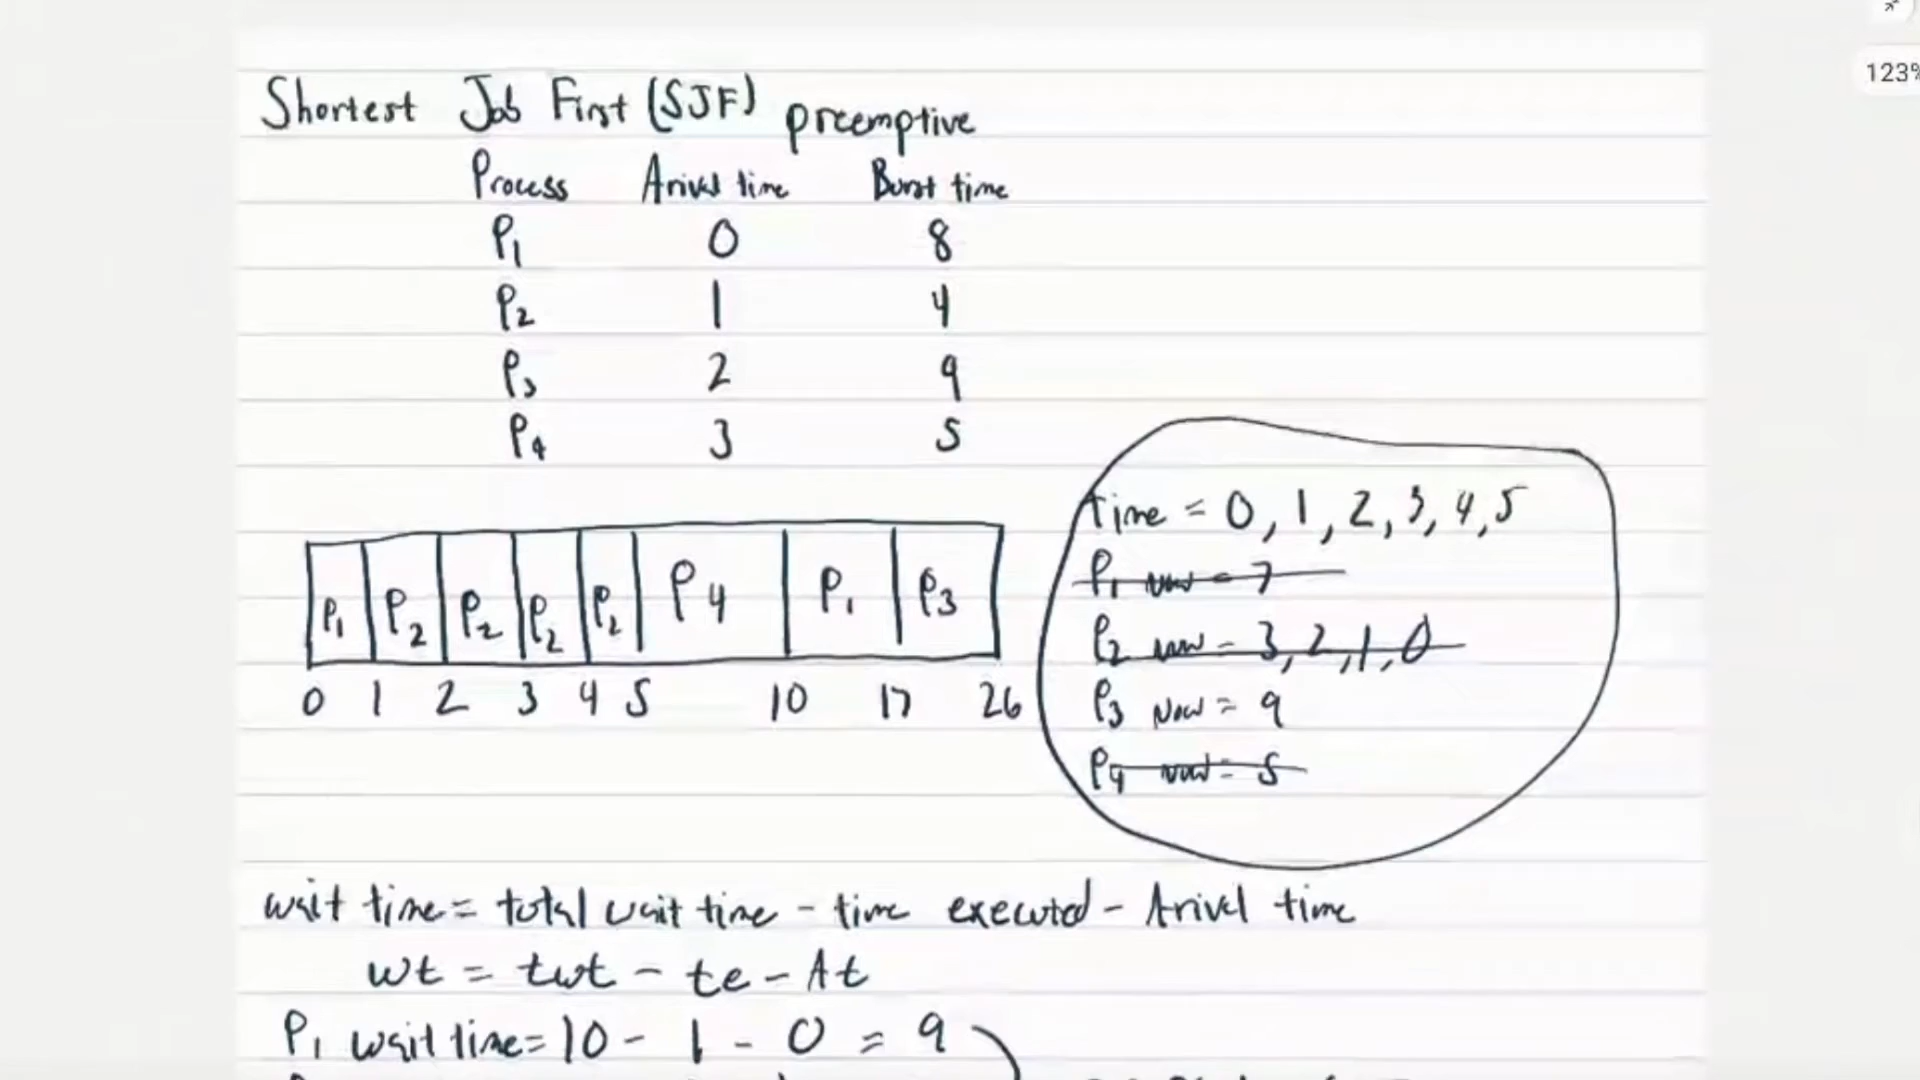 123%
Shortest Job First (SJF) preemptive
Process Arivel time Burst time
P1 0 8
P2 1 4
P3 2 9
P4 3 5
P1 P2 P2 P2 P2 P4 P1 P3
0 1 2 3 4 5 10 17 26
time = 0, 1, 2, 3, 4, 5
P1 now = 7
P2 now = 3, 2, 1, 0
P3 Now = 9
P4 now = 5
wait time = total wait time - time executed - Arivel time
wt = twt - te - At
P1 wait time = 10 - 1 - 0 = 9